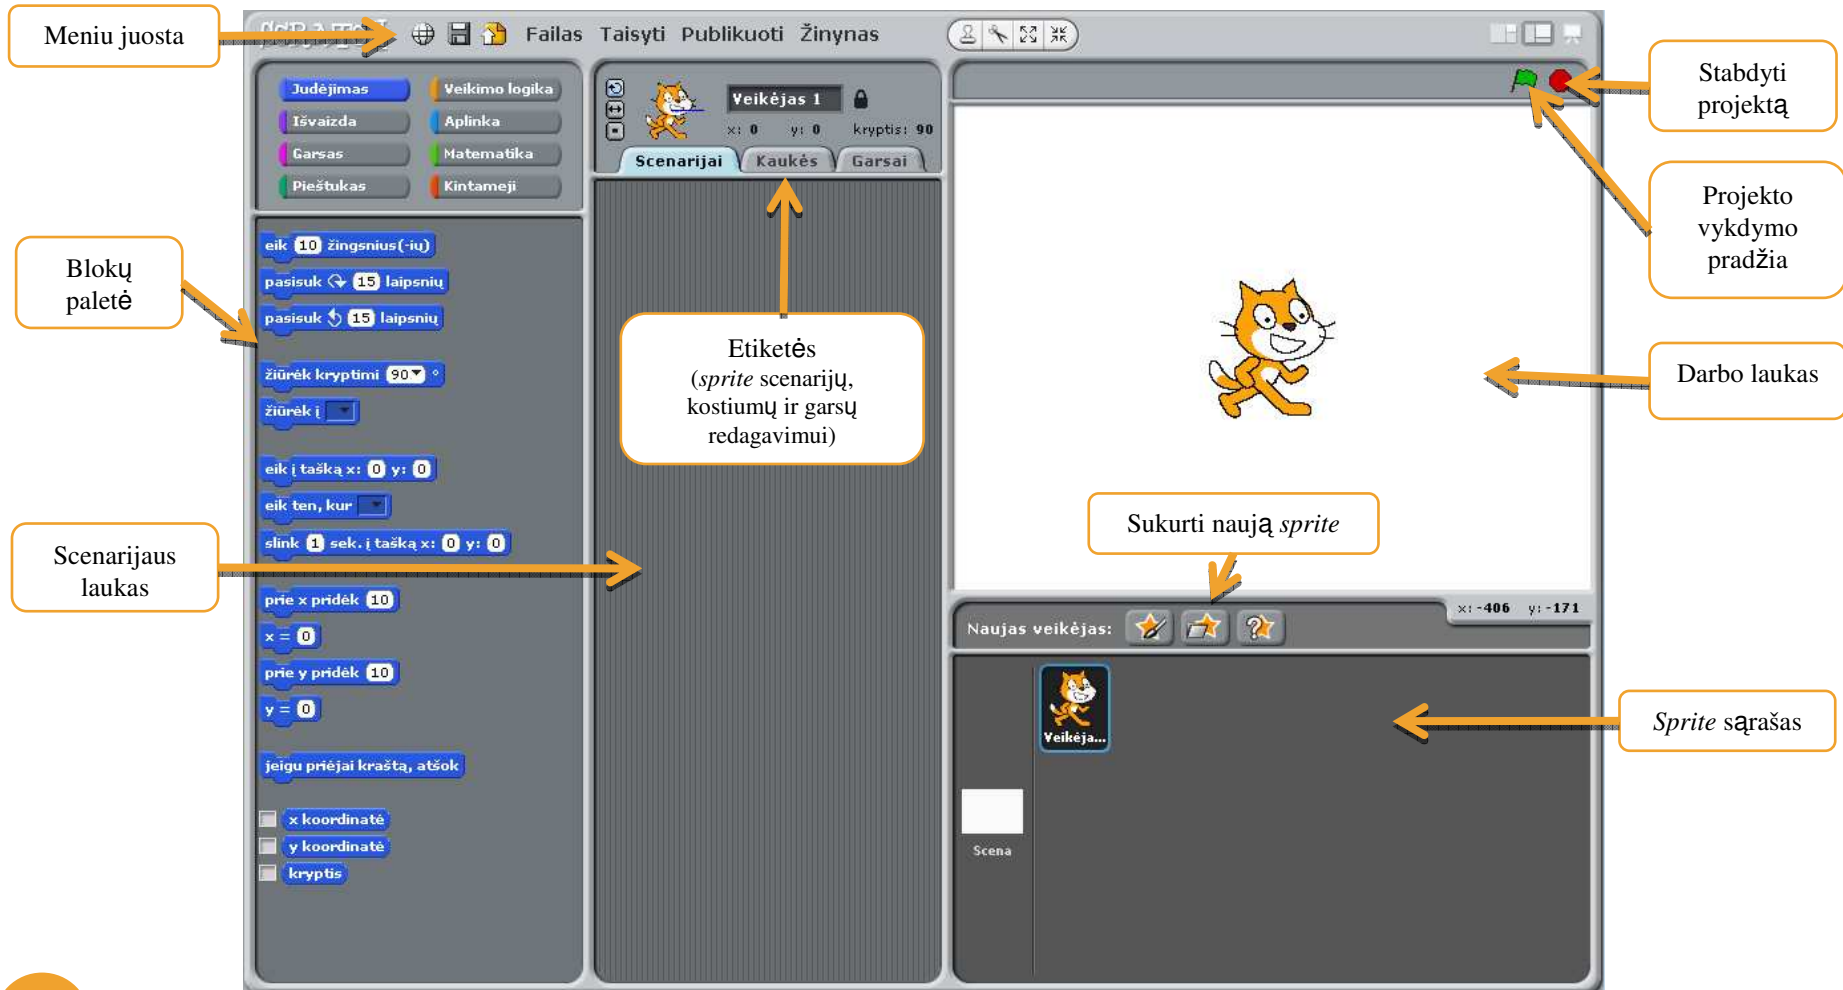 Meniu juosta
SCRATCH
Failas Taisyti Publikuoti Žinynas
Judėjimas
Veikimo logika
Išvaizda
Aplinka
Garsas
Matematika
Pieštukas
Kintameji
Veikėjas 1
x: 0 y: 0 kryptis: 90
Scenarijai Kaukės Garsai
Stabdyti
projektą
Projekto
vykdymo
pradžia
Blokų
paletė
eik 10 žingsnius(-ių)
pasisuk 15 laipsnių
pasisuk 15 laipsnių
žiūrėk kryptimi 90 °
žiūrėk į
eik į tašką x: 0 y: 0
eik ten, kur
slink 1 sek. į tašką x: 0 y: 0
prie x pridėk 10
x = 0
prie y pridėk 10
y = 0
jeigu priėjai kraštą, atšok
x koordinatė
y koordinatė
kryptis
Etiketės
(sprite scenarijų,
kostiumų ir garsų
redagavimui)
Darbo laukas
Sukurti naują sprite
Scenarijaus
laukas
x: -406 y: -171
Naujas veikėjas:
Veikėja...
Scena
Sprite sąrašas